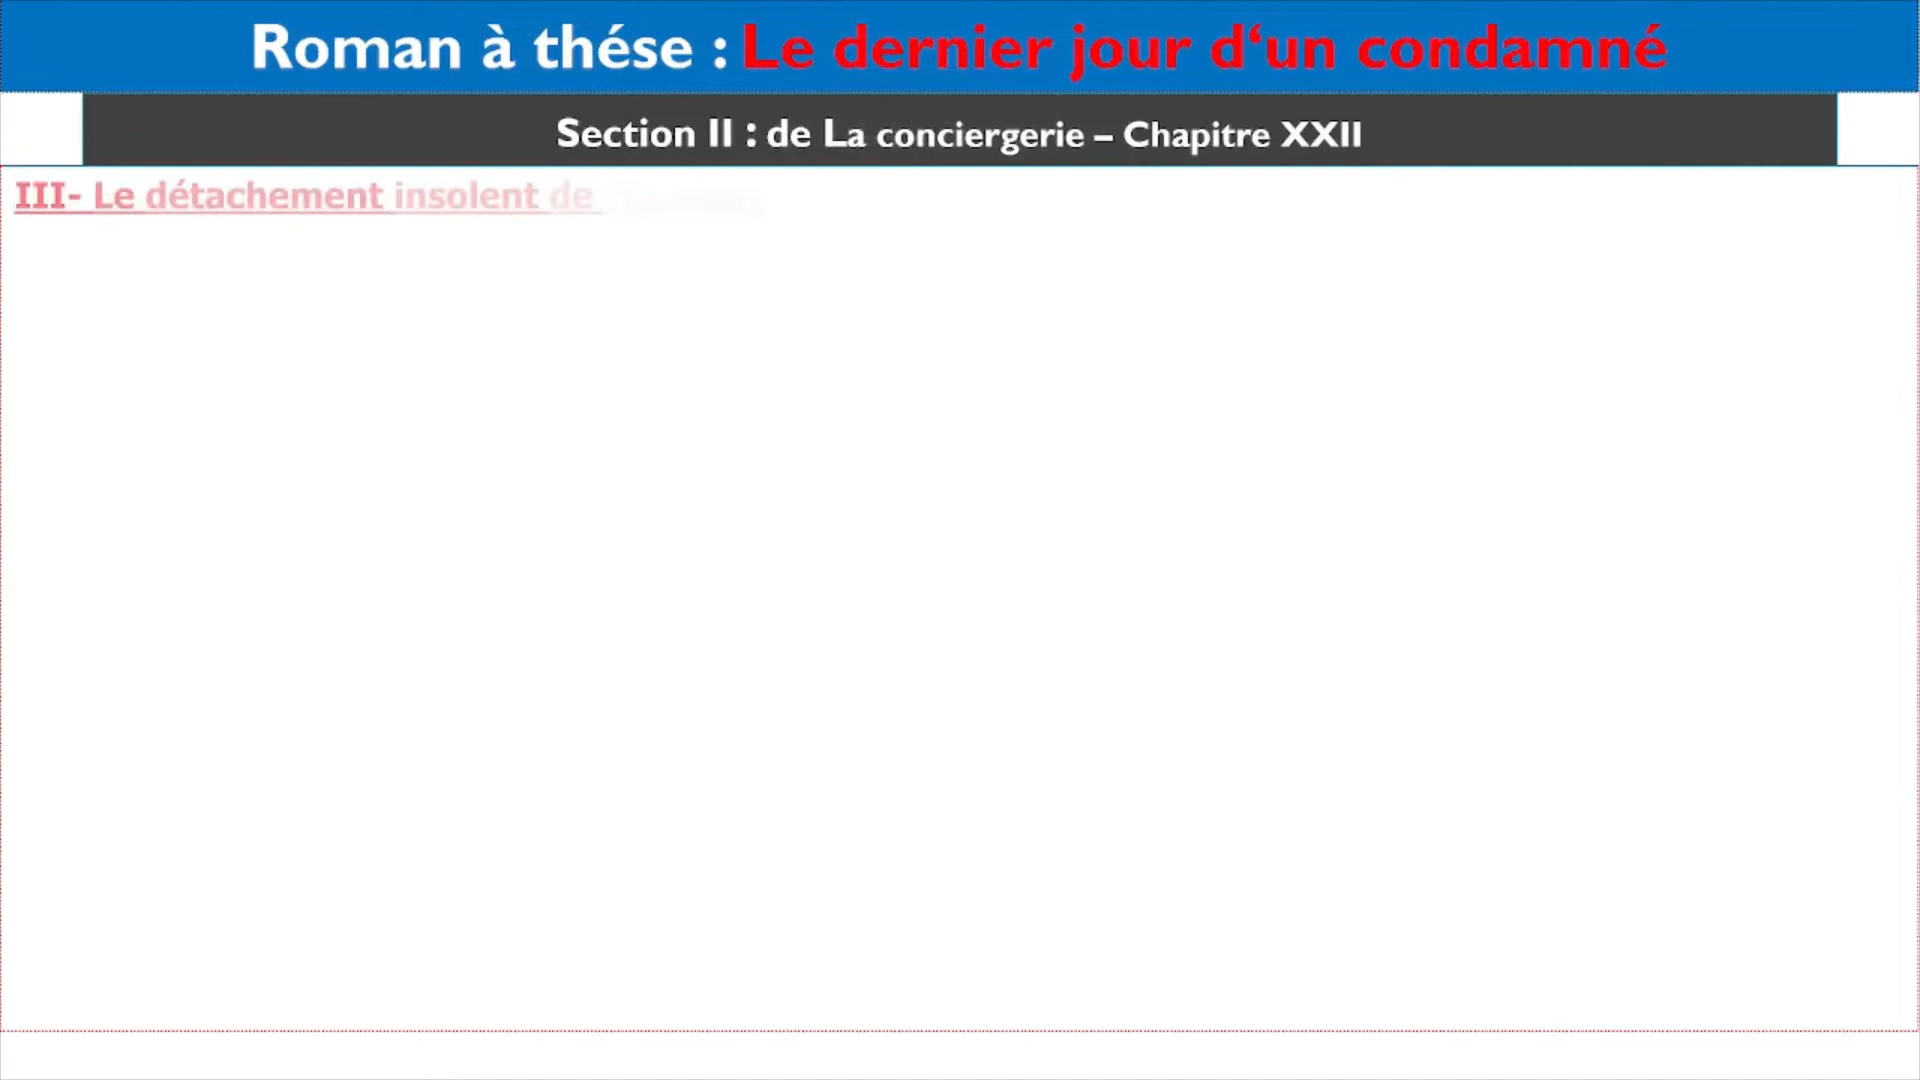 Roman à thése : Le dernier jour d‘un condamné
Section II : de La conciergerie – Chapitre XXII
III- Le détachement insolent de